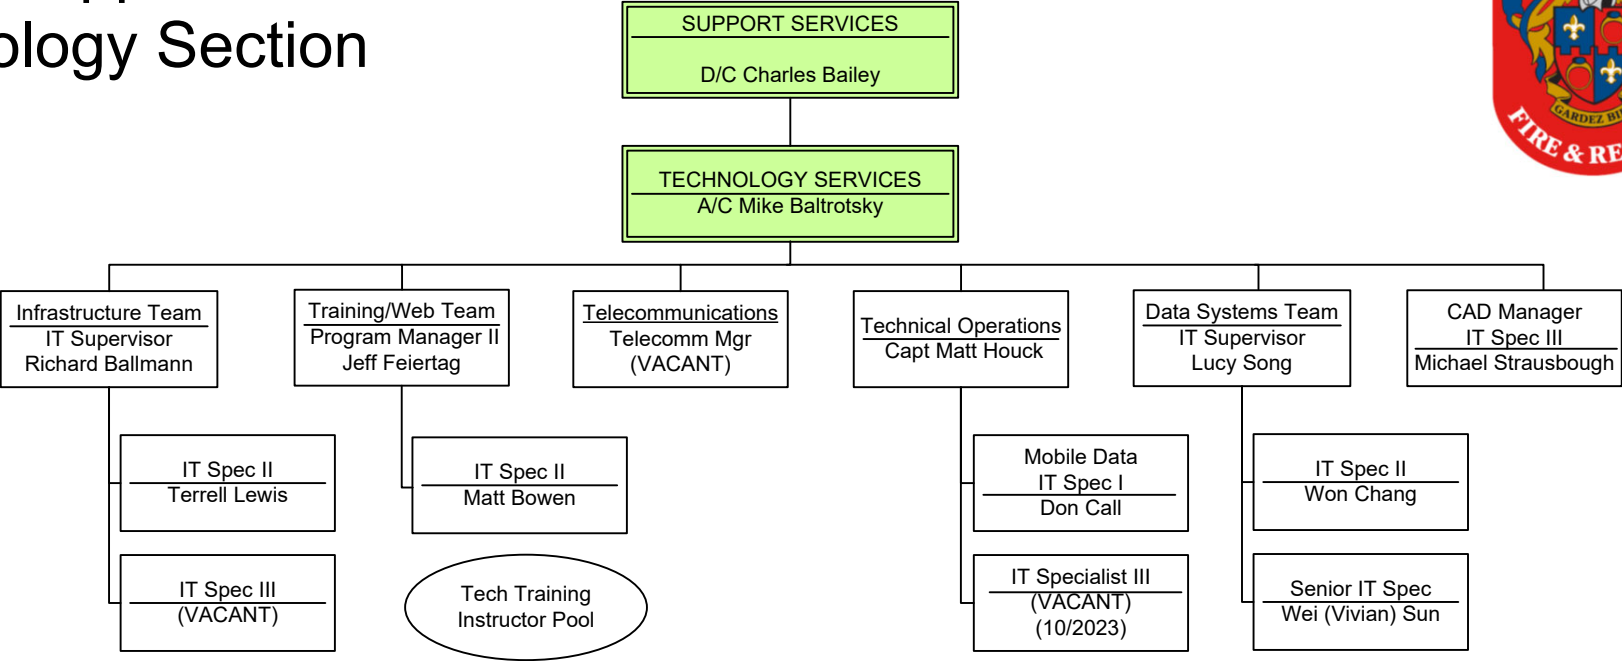 Section
SUPPORT SERVICES
D/C Charles Bailey
TECHNOLOGY SERVICES
A/C Mike Baltrotsky
Infrastructure Team
IT Supervisor
Richard Ballmann
Training/Web Team
Program Manager II
Jeff Feiertag
Telecommunications
Telecomm Mgr
(VACANT)
Technical Operations
Capt Matt Houck
Data Systems Team
IT Supervisor
Lucy Song
CAD Manager
IT Spec III
Michael Strausbough
IT Spec II
Terrell Lewis
IT Spec III
(VACANT)
IT Spec II
Matt Bowen
Tech Training
Instructor Pool
Mobile Data
IT Spec I
Don Call
IT Specialist III
(VACANT)
(10/2023)
IT Spec II
Won Chang
Senior IT Spec
Wei (Vivian) Sun
GARDEZ
FIRE & RE